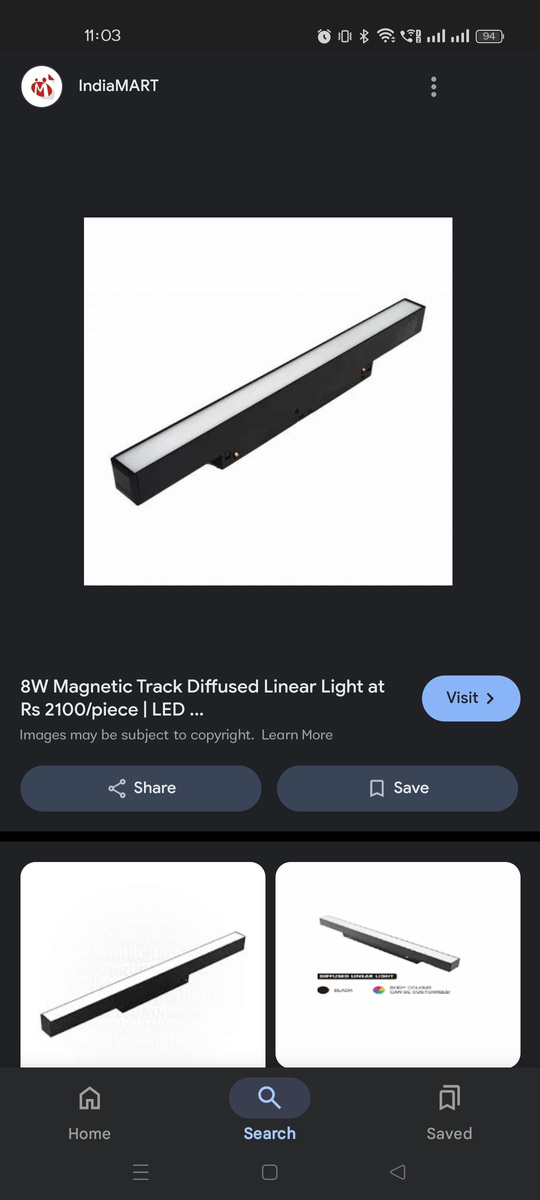 11:03
94
IndiaMART
8W Magnetic Track Diffused Linear Light at
Rs 2100/piece | LED ...
Visit
Images may be subject to copyright. Learn More
Share
Save
DIFFUSED LINEAR LIGHT
BLACK
BODY COLOUR
CAN BE CUSTOMISED
Home
Search
Saved